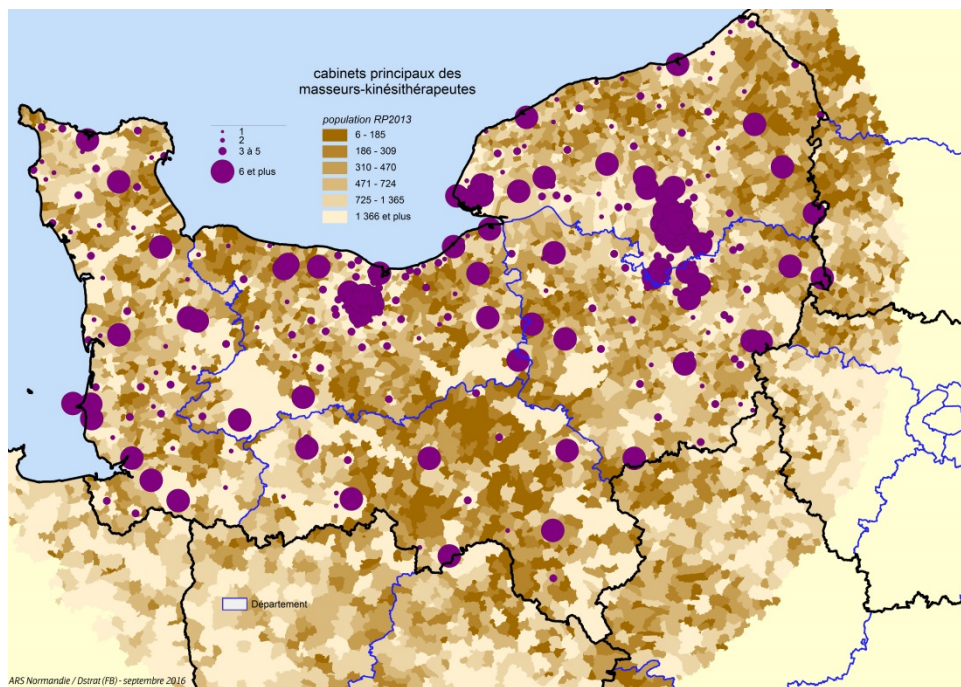 cabinets principaux des
masseurs-kinésithérapeutes
1
2
3 à 5
6 et plus
population RP2013
6 - 185
186 - 309
310 - 470
471 - 724
725 - 1 365
1 366 et plus
Département
ARS Normandie / Dstrat (FB) - septembre 2016